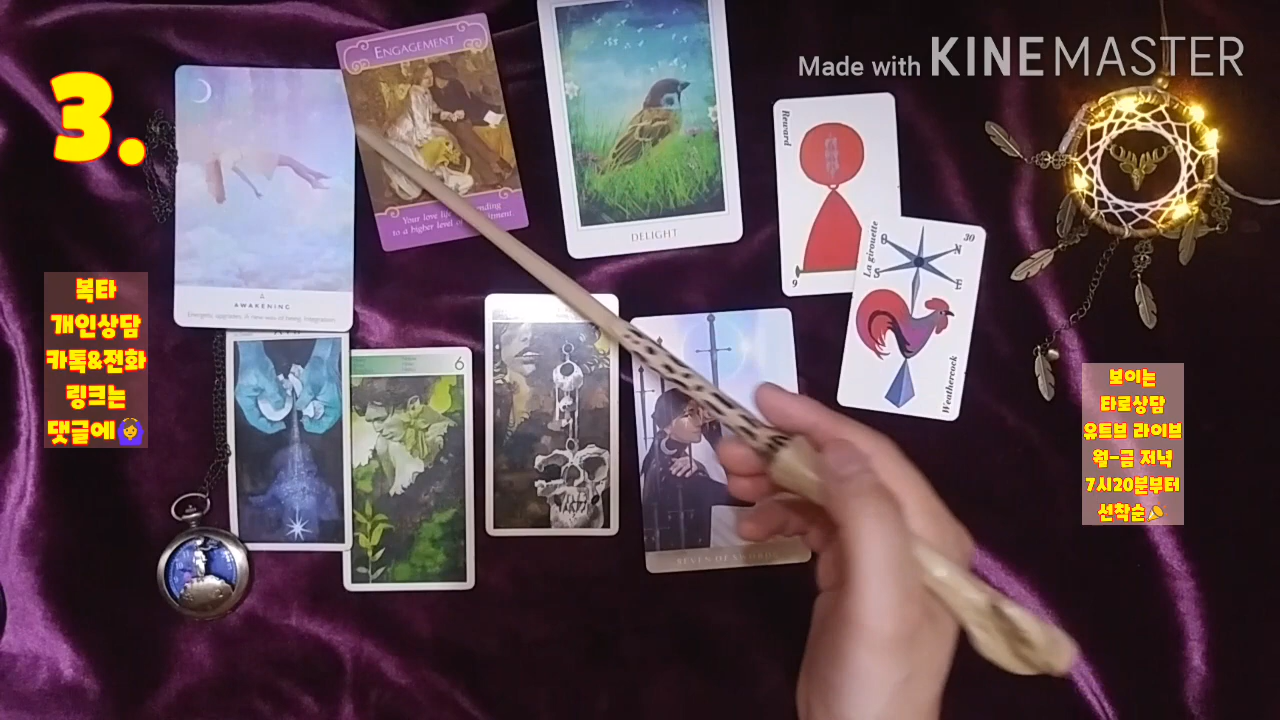 Made with KINEMASTER
3.
ENGAGEMENT
Your love life
to a higher level of
DELIGHT
Reward
9
La girouette
30
N
E
S
Weathercock
AWAKENING
6
SEVEN OF SWORDS
복타
개인상담
카톡&전화
링크는
댓글에🙆‍♀️
보이는
타로상담
유튜브 라이브
월-금 저녁
7시20분부터
선착순